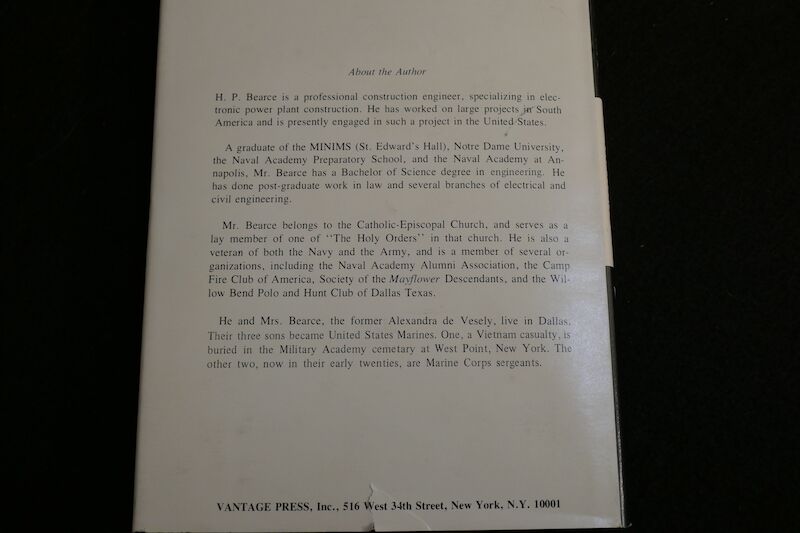 About the Author
H. P. Bearce is a professional construction engineer, specializing in elec-
tronic power plant construction. He has worked on large projects in South
America and is presently engaged in such a project in the United States.
A graduate of the MINIMS (St. Edward's Hall), Notre Dame University,
the Naval Academy Preparatory School, and the Naval Academy at An-
napolis, Mr. Bearce has a Bachelor of Science degree in engineering. He
has done post-graduate work in law and several branches of electrical and
civil engineering.
Mr. Bearce belongs to the Catholic-Episcopal Church, and serves as a
lay member of one of "The Holy Orders" in that church. He is also a
veteran of both the Navy and the Army, and is a member of several or-
ganizations, including the Naval Academy Alumni Association, the Camp
Fire Club of America, Society of the Mayflower Descendants, and the Wil-
low Bend Polo and Hunt Club of Dallas Texas.
He and Mrs. Bearce, the former Alexandra de Vesely, live in Dallas.
Their three sons became United States Marines. One, a Vietnam casualty, is
buried in the Military Academy cemetary at West Point, New York. The
other two, now in their early twenties, are Marine Corps sergeants.
VANTAGE PRESS, Inc., 516 West 34th Street, New York, N.Y. 10001